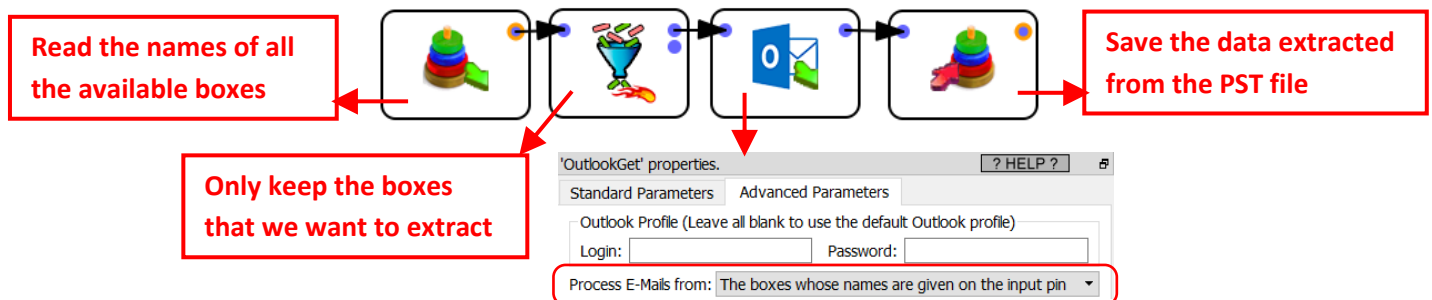 Read the names of all
the available boxes
Save the data extracted
from the PST file
Only keep the boxes
that we want to extract
'OutlookGet' properties.
? HELP ?
Standard Parameters
Advanced Parameters
Outlook Profile (Leave all blank to use the default Outlook profile)
Login:
Password:
Process E-Mails from: The boxes whose names are given on the input pin